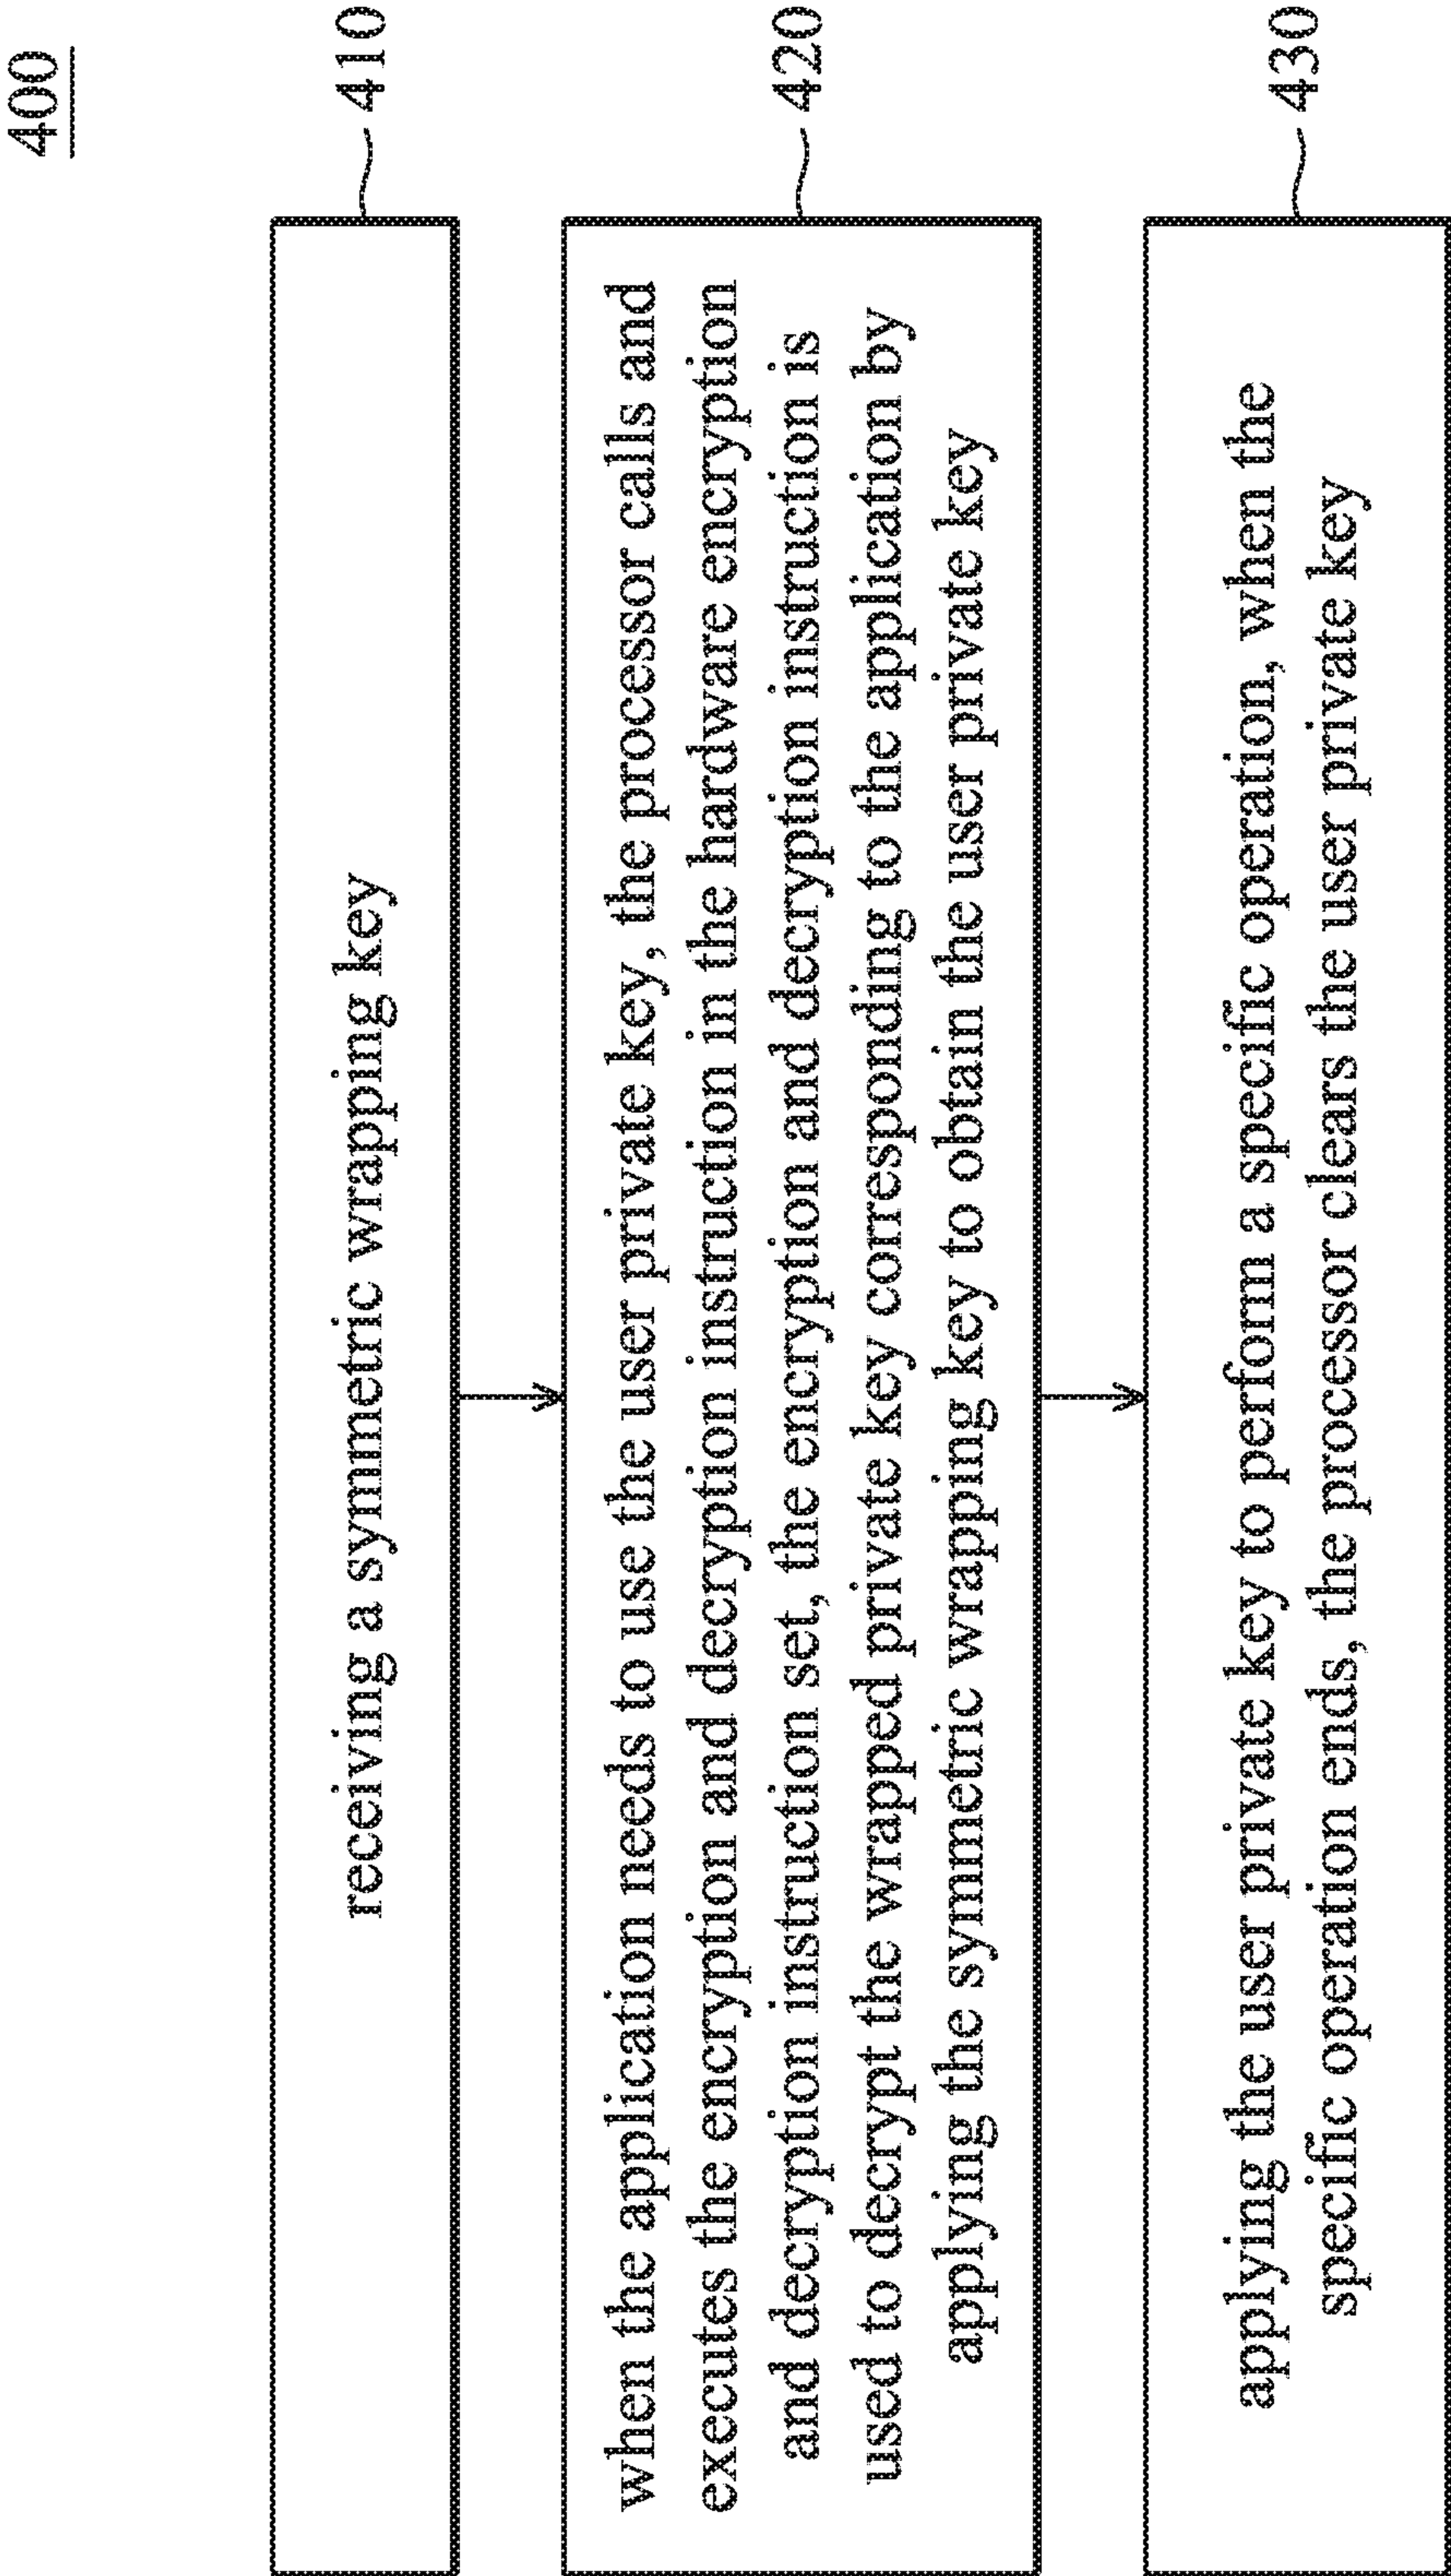 400
receiving a symmetric wrapping key
410
when the application needs to use the user private key, the processor calls and
executes the encryption and decryption instruction in the hardware encryption
and decryption instruction set, the encryption and decryption instruction is
used to decrypt the wrapped private key corresponding to the application by
applying the symmetric wrapping key to obtain the user private key
420
applying the user private key to perform a specific operation, when the
specific operation ends, the processor clears the user private key
430